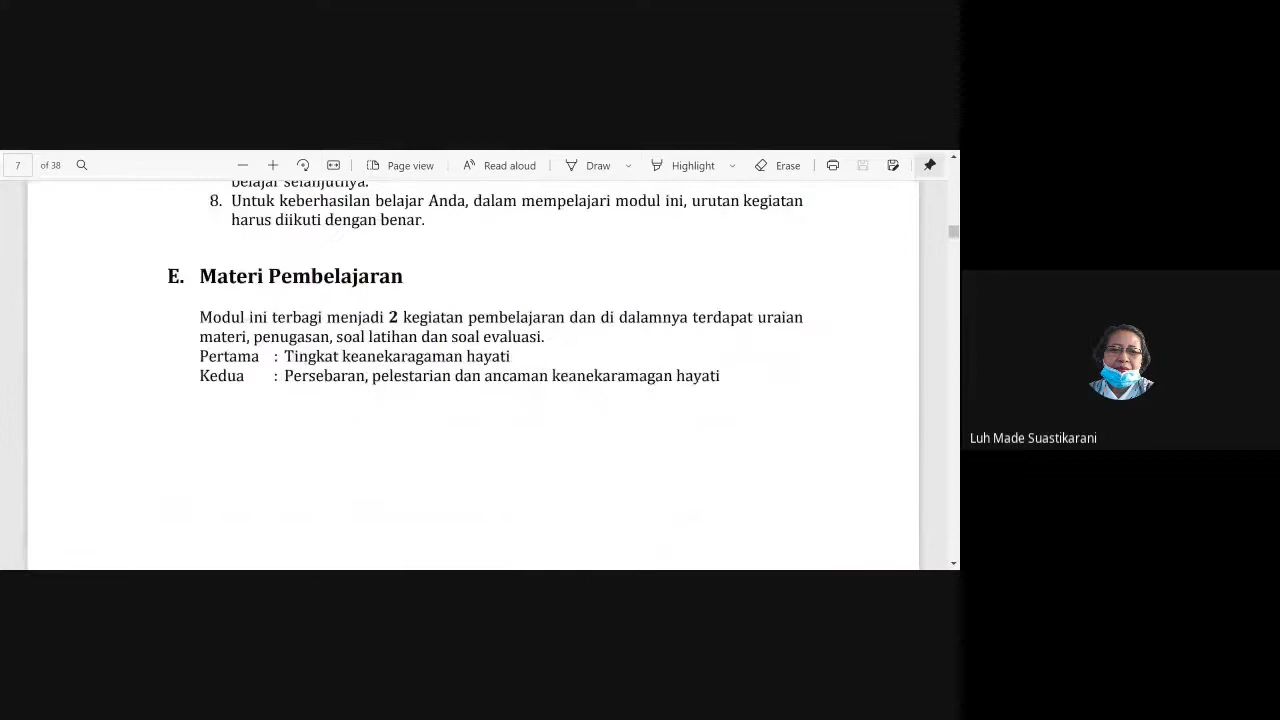 7 of 38 Page view Read aloud Draw Highlight Erase
belajar selanjutnya.
8. Untuk keberhasilan belajar Anda, dalam mempelajari modul ini, urutan kegiatan
harus diikuti dengan benar.
E. Materi Pembelajaran
Modul ini terbagi menjadi 2 kegiatan pembelajaran dan di dalamnya terdapat uraian
materi, penugasan, soal latihan dan soal evaluasi.
Pertama : Tingkat keanekaragaman hayati
Kedua : Persebaran, pelestarian dan ancaman keanekaramagan hayati
Luh Made Suastikarani